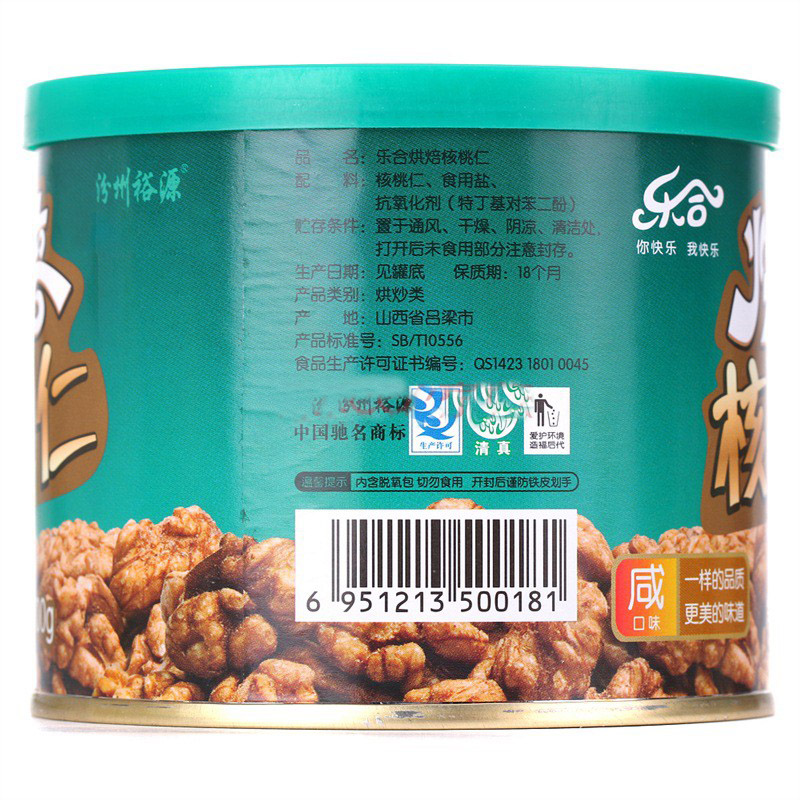 汾州裕源®
品 名：乐合烘焙核桃仁
配 料：核桃仁、食用盐、
抗氧化剂（特丁基对苯二酚）
贮存条件：置于通风、干燥、阴凉、清洁处，
打开后未食用部分注意封存。
生产日期：见罐底 保质期：18个月
产品类别：烘炒类
产 地：山西省吕梁市
产品标准号：SB/T10556
食品生产许可证书编号：QS1423 1801 0045
汾州裕源
中国驰名商标
生产许可
清真
爱护环境
造福后代
温馨提示 内含脱氧包 切勿食用 开封后谨防铁皮划手
6 951213 500181
乐合
你快乐 我快乐
仁
核
咸
口味
一样的品质
更美的味道
0g